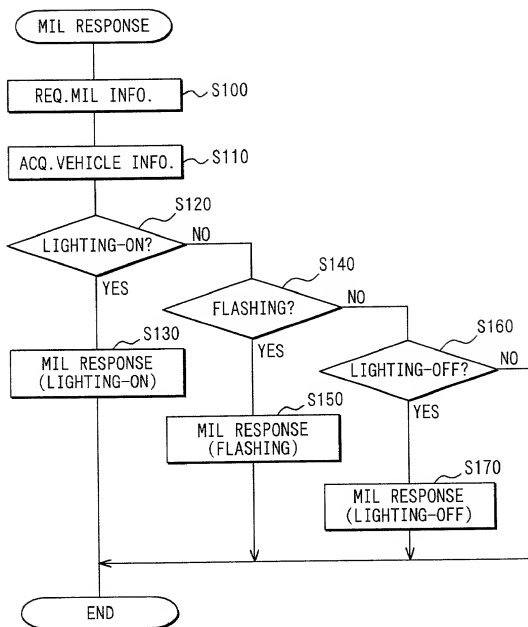 MIL RESPONSE
REQ.MIL INFO.
S100
ACQ.VEHICLE INFO.
S110
S120
LIGHTING-ON?
NO
YES
S140
FLASHING?
NO
YES
S160
LIGHTING-OFF?
NO
YES
S130
MIL RESPONSE
(LIGHTING-ON)
S150
MIL RESPONSE
(FLASHING)
S170
MIL RESPONSE
(LIGHTING-OFF)
END